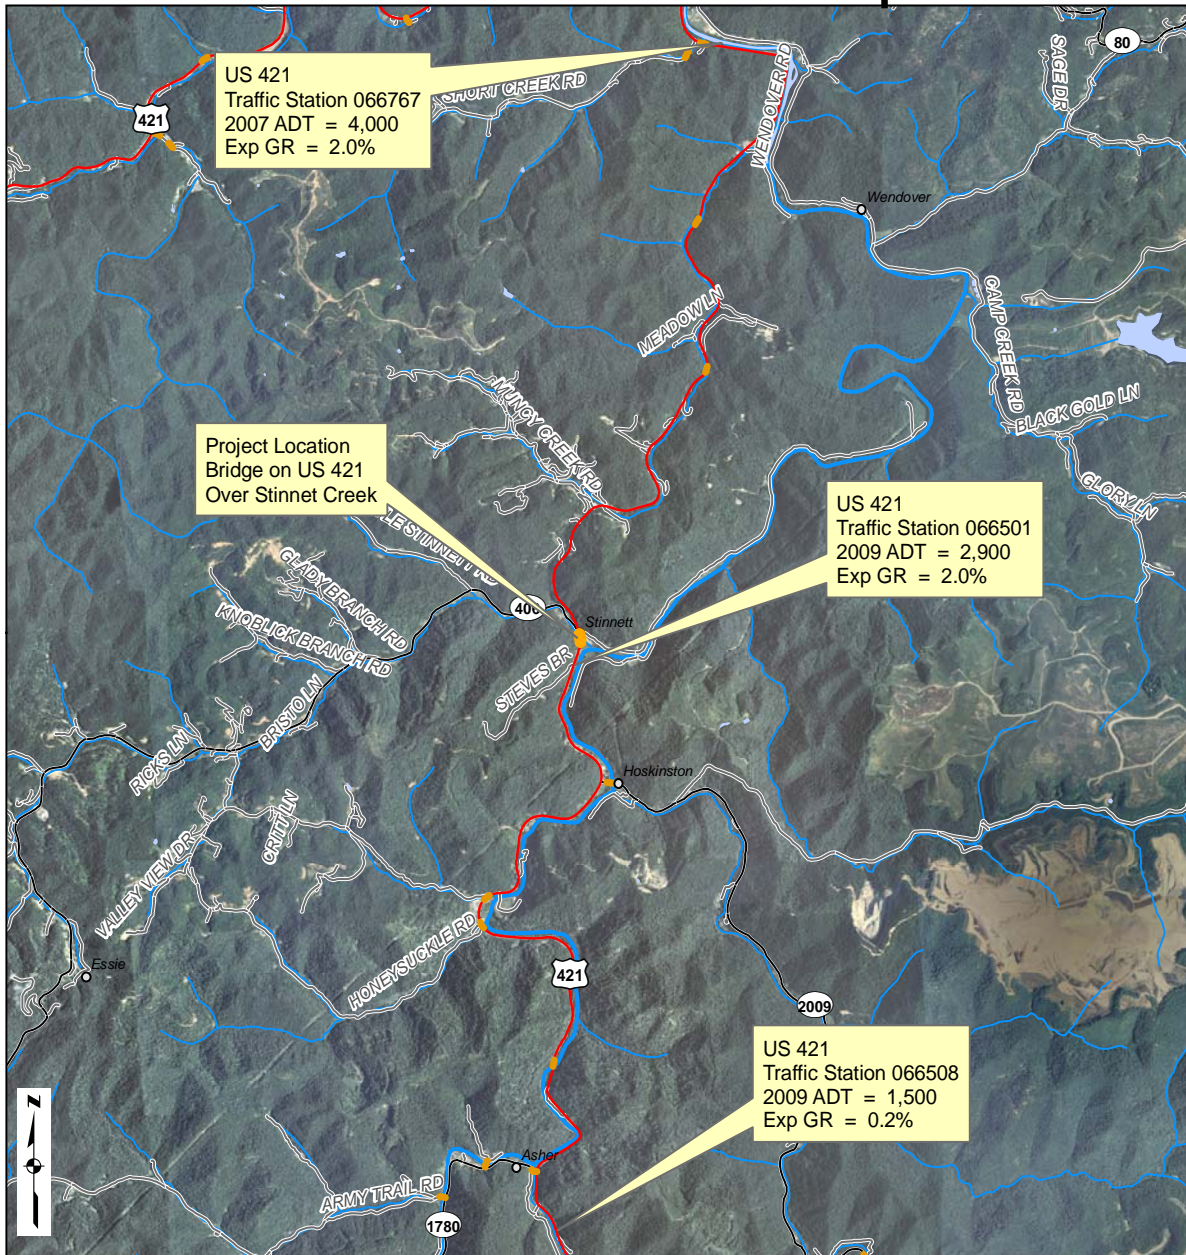 80
SAGE DR
WENDOVER RD
US 421
Traffic Station 066767
2007 ADT = 4,000
Exp GR = 2.0%
SHORT CREEK RD
421
Wendover
CAMP CREEK RD
MEADOW LN
BLACK GOLD LN
MUNCY CREEK RD
GLORY LN
Project Location
Bridge on US 421
Over Stinnet Creek
US 421
Traffic Station 066501
2009 ADT = 2,900
Exp GR = 2.0%
LE STINNETT RD
GLADY BRANCH RD
KNOBLICK BRANCH RD
Stinnett
STEVES BR
BRISTO LN
RICKS LN
Hoskinston
CRITT LN
VALLEY VIEW DR
HONEYSUCKLE RD
Essie
421
2009
US 421
Traffic Station 066508
2009 ADT = 1,500
Exp GR = 0.2%
Z
Asher
ARMY TRAIL RD
1780